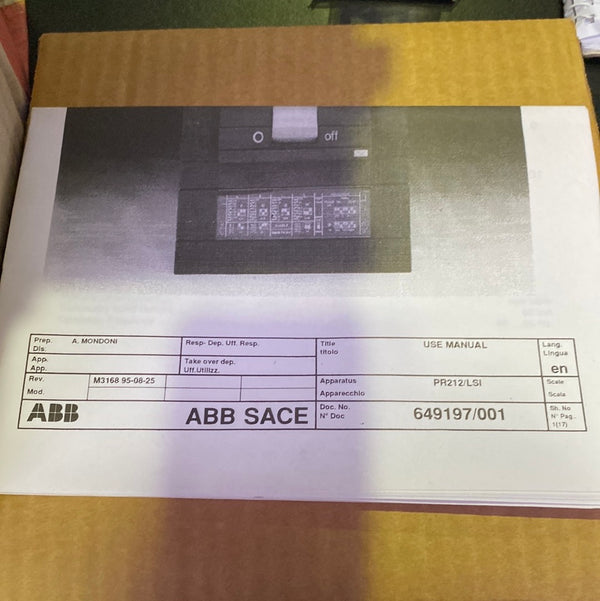 O off
Prep. A. MONDONI
Dis.
Resp- Dep. Uff. Resp.
Title USE MANUAL
titolo
Lang.
Lingua
en
App.
App.
Take over dep.
Uff.Utilizz.
Rev. M3168 95-08-25
Mod.
Apparatus PR212/LSI
Apparecchio
Scale
Scala
ABB
ABB SACE
Doc. No. 649197/001
N° Doc
Sh. No
N° Pag.
1(17)